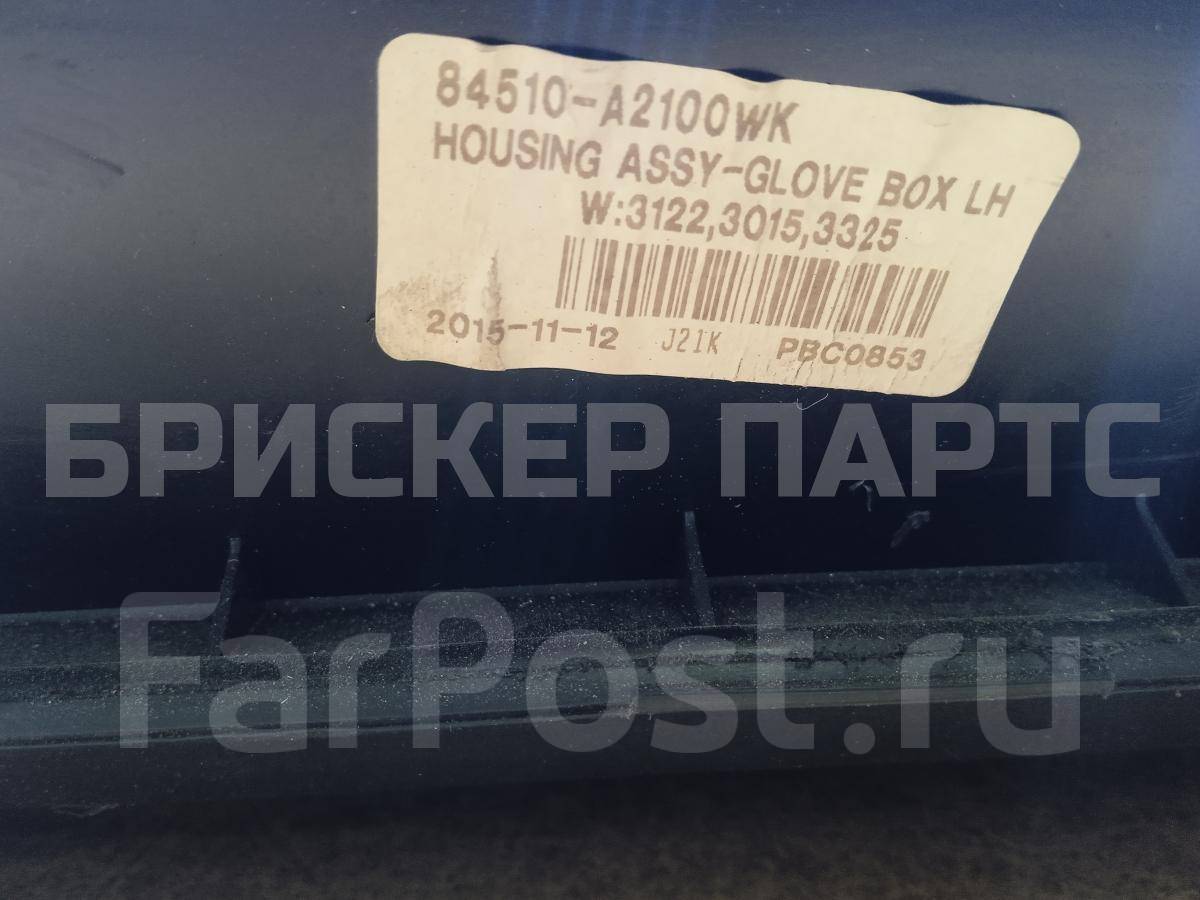 84510-A2100WK
HOUSING ASSY-GLOVE BOX LH
W:3122,3015,3325
2015-11-12 J21K PBC0853
БРИСКЕР ПАРТС
FarPost.ru